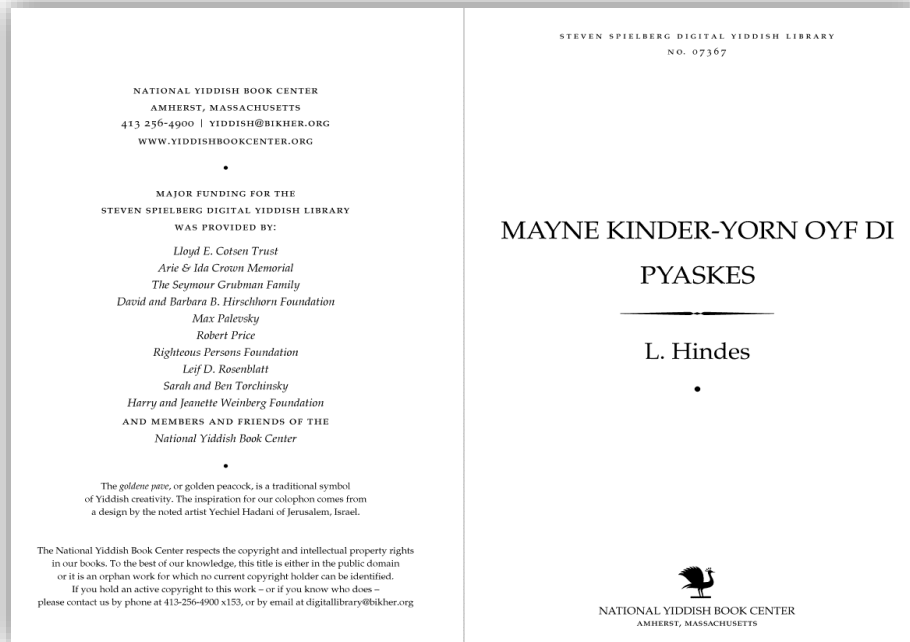 NATIONAL YIDDISH BOOK CENTER
AMHERST, MASSACHUSETTS
413 256-4900 | YIDDISH@BIKHER.ORG
WWW.YIDDISHBOOKCENTER.ORG
•
MAJOR FUNDING FOR THE
STEVEN SPIELBERG DIGITAL YIDDISH LIBRARY
WAS PROVIDED BY:
Lloyd E. Cotsen Trust
Arie & Ida Crown Memorial
The Seymour Grubman Family
David and Barbara B. Hirschhorn Foundation
Max Palevsky
Robert Price
Righteous Persons Foundation
Leif D. Rosenblatt
Sarah and Ben Torchinsky
Harry and Jeanette Weinberg Foundation
AND MEMBERS AND FRIENDS OF THE
National Yiddish Book Center
•
The goldene pave, or golden peacock, is a traditional symbol
of Yiddish creativity. The inspiration for our colophon comes from
a design by the noted artist Yechiel Hadani of Jerusalem, Israel.
The National Yiddish Book Center respects the copyright and intellectual property rights
in our books. To the best of our knowledge, this title is either in the public domain
or it is an orphan work for which no current copyright holder can be identified.
If you hold an active copyright to this work – or if you know who does –
please contact us by phone at 413-256-4900 x153, or by email at digitallibrary@bikher.org
STEVEN SPIELBERG DIGITAL YIDDISH LIBRARY
NO. 07367
MAYNE KINDER-YORN OYF DI
PYASKES
L. Hindes
•
NATIONAL YIDDISH BOOK CENTER
AMHERST, MASSACHUSETTS